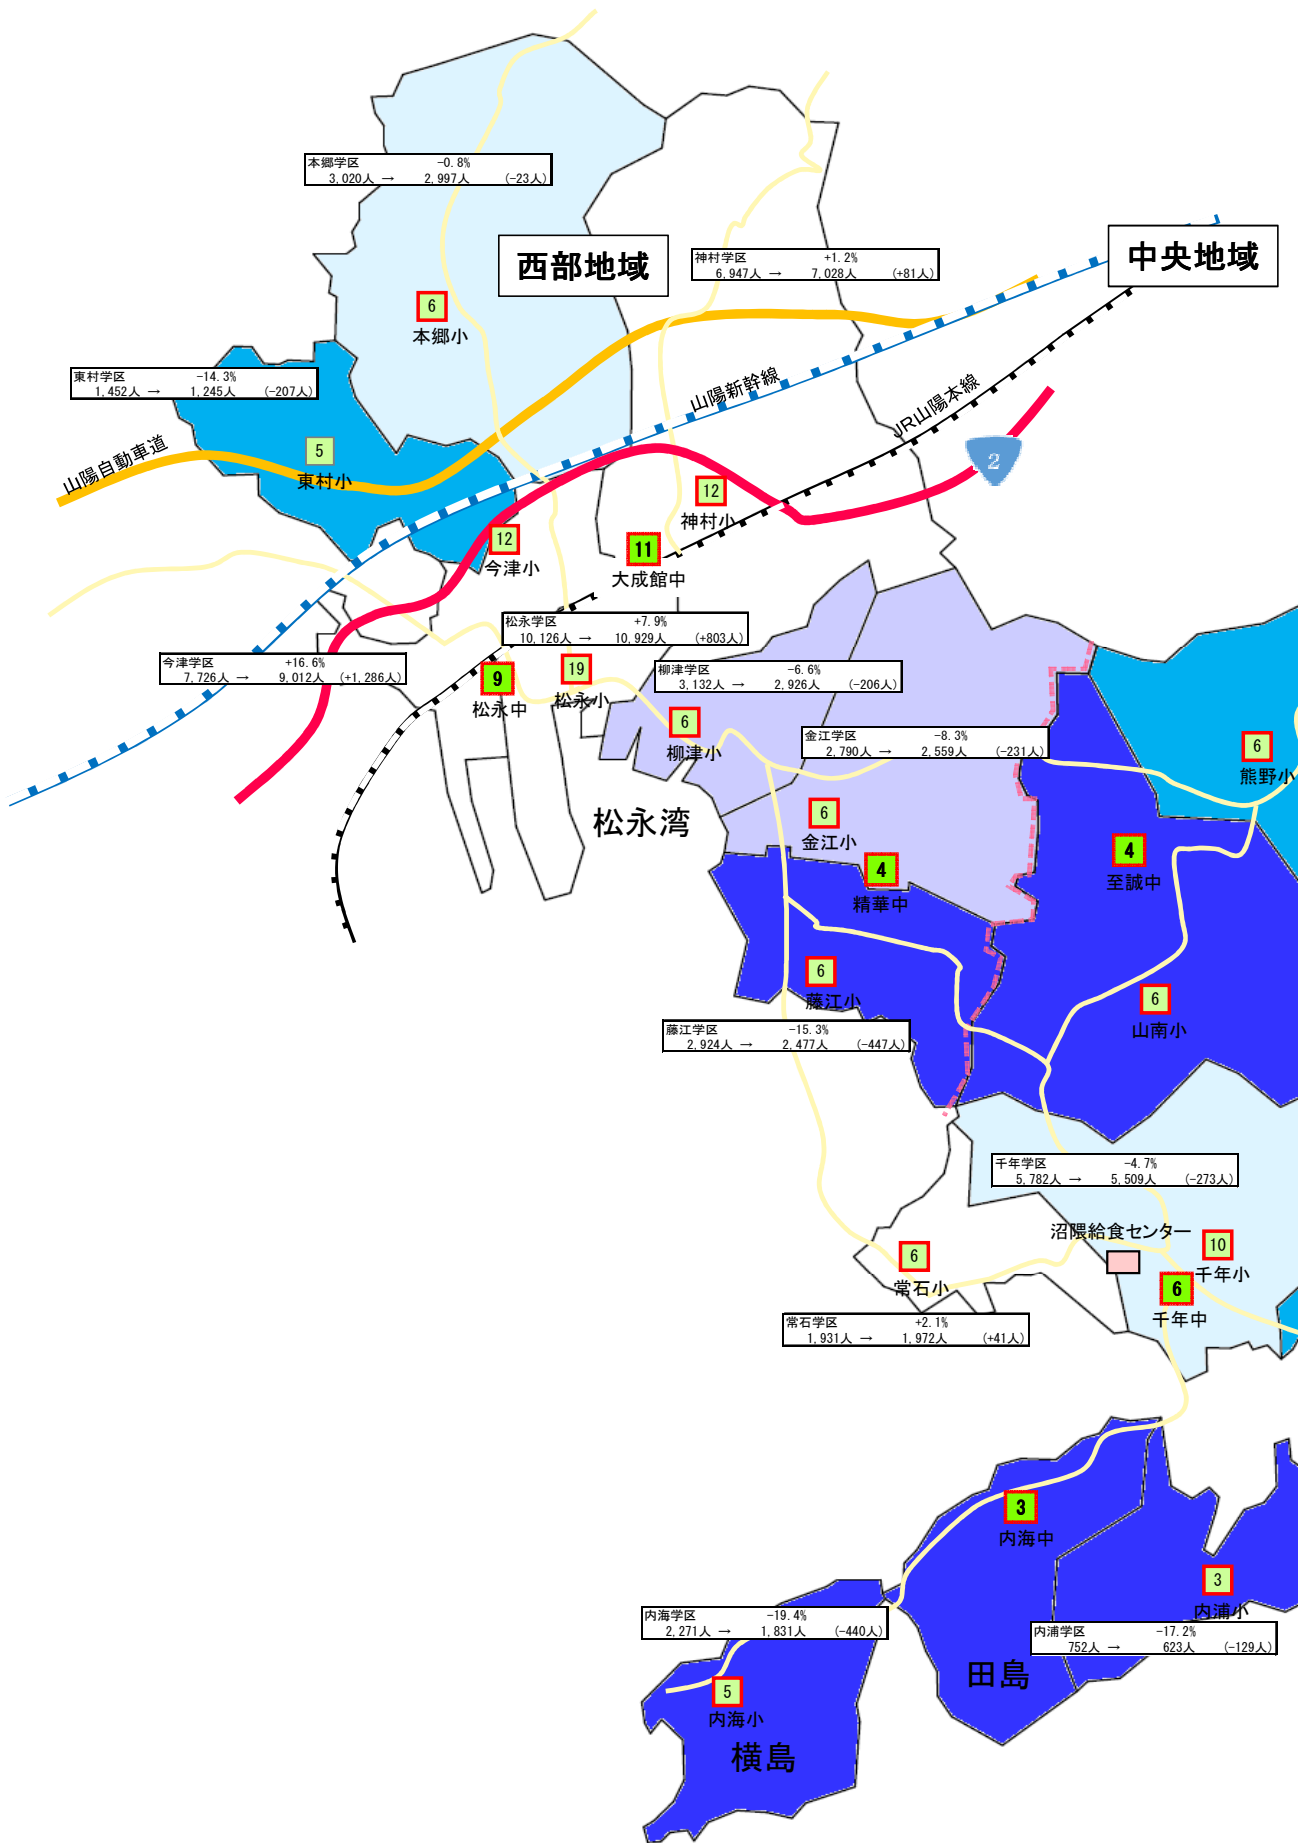 本郷学区 -0.8%
3,020人 → 2,997人 (-23人)
西部地域
神村学区 +1.2%
6,947人 → 7,028人 (+81人)
中央地域
6
本郷小
東村学区 -14.3%
1,452人 → 1,245人 (-207人)
山陽新幹線
JR山陽本線
山陽自動車道
5
東村小
2
12
神村小
12
今津小
11
大成館中
松永学区 +7.9%
10,126人 → 10,929人 (+803人)
今津学区 +16.6%
7,726人 → 9,012人 (+1,286人)
9
松永中
19
松永小
柳津学区 -6.6%
3,132人 → 2,926人 (-206人)
6
柳津小
金江学区 -8.3%
2,790人 → 2,559人 (-231人)
6
熊野小
松永湾
6
金江小
4
精華中
4
至誠中
6
藤江小
6
山南小
藤江学区 -15.3%
2,924人 → 2,477人 (-447人)
千年学区 -4.7%
5,782人 → 5,509人 (-273人)
沼隈給食センター
10
千年小
6
常石小
6
千年中
常石学区 +2.1%
1,931人 → 1,972人 (+41人)
3
内海中
3
内浦小
内海学区 -19.4%
2,271人 → 1,831人 (-440人)
内浦学区 -17.2%
752人 → 623人 (-129人)
田島
5
内海小
横島